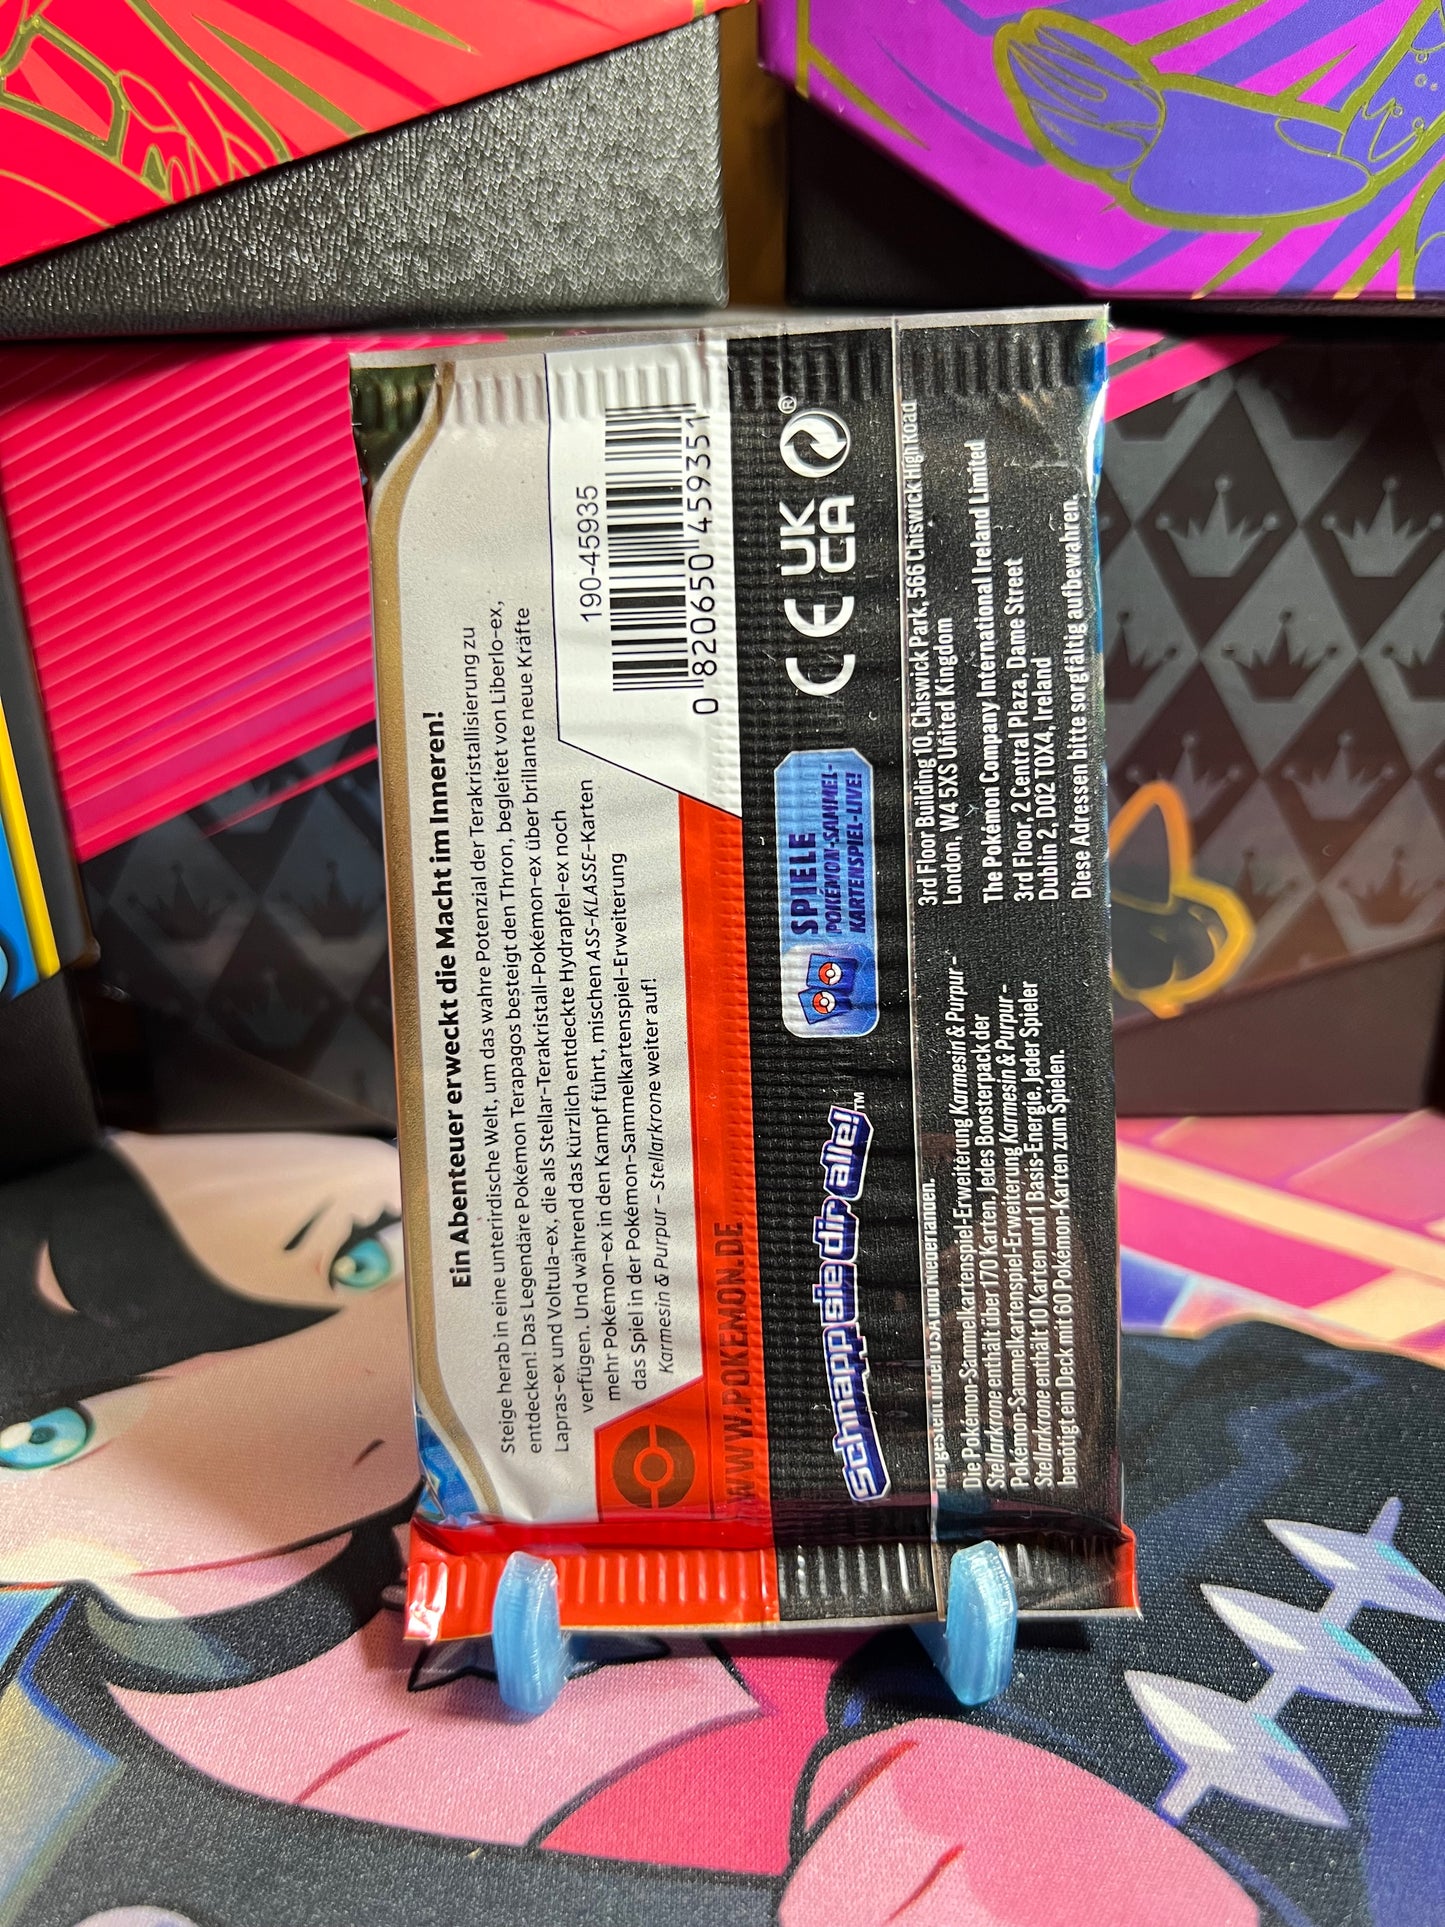 Ein Abenteuer erweckt die Macht im Inneren!
Steige herab in eine unterirdische Welt, um das wahre Potenzial der Terakristallisierung zu
entdecken! Das Legendäre Pokémon Terapagos besteigt den Thron, begleitet von Liberlo-ex,
Lapras-ex und Voltula-ex, die als Stellar-Terakristall-Pokémon-ex über brillante neue Kräfte
verfügen. Und während das kürzlich entdeckte Hydrapfel-ex noch
mehr Pokémon-ex in den Kampf führt, mischen ASS-KLASSE-Karten
das Spiel in der Pokémon-Sammelkartenspiel-Erweiterung
Karmesin & Purpur – Stellarkrone weiter auf!
190-45935
0 820650 459351
WWW.POKEMON.DE
Schnapp sie dir alle!™
SPIELE
POKÉMON-SAMMEL-
KARTENSPIEL-LIVE!
CE UK
CA
®
hergestellt in den USA und Niederlanden.
Die Pokémon-Sammelkartenspiel-Erweiterung Karmesin & Purpur –
Stellarkrone enthält über 170 Karten. Jedes Boosterpack der
Pokémon-Sammelkartenspiel-Erweiterung Karmesin & Purpur –
Stellarkrone enthält 10 Karten und 1 Basis-Energie. Jeder Spieler
benötigt ein Deck mit 60 Pokémon-Karten zum Spielen.
3rd Floor Building 10, Chiswick Park, 566 Chiswick High Road
London, W4 5XS United Kingdom
The Pokémon Company International Ireland Limited
3rd Floor, 2 Central Plaza, Dame Street
Dublin 2, D02 T0X4, Ireland
Diese Adressen bitte sorgfältig aufbewahren.